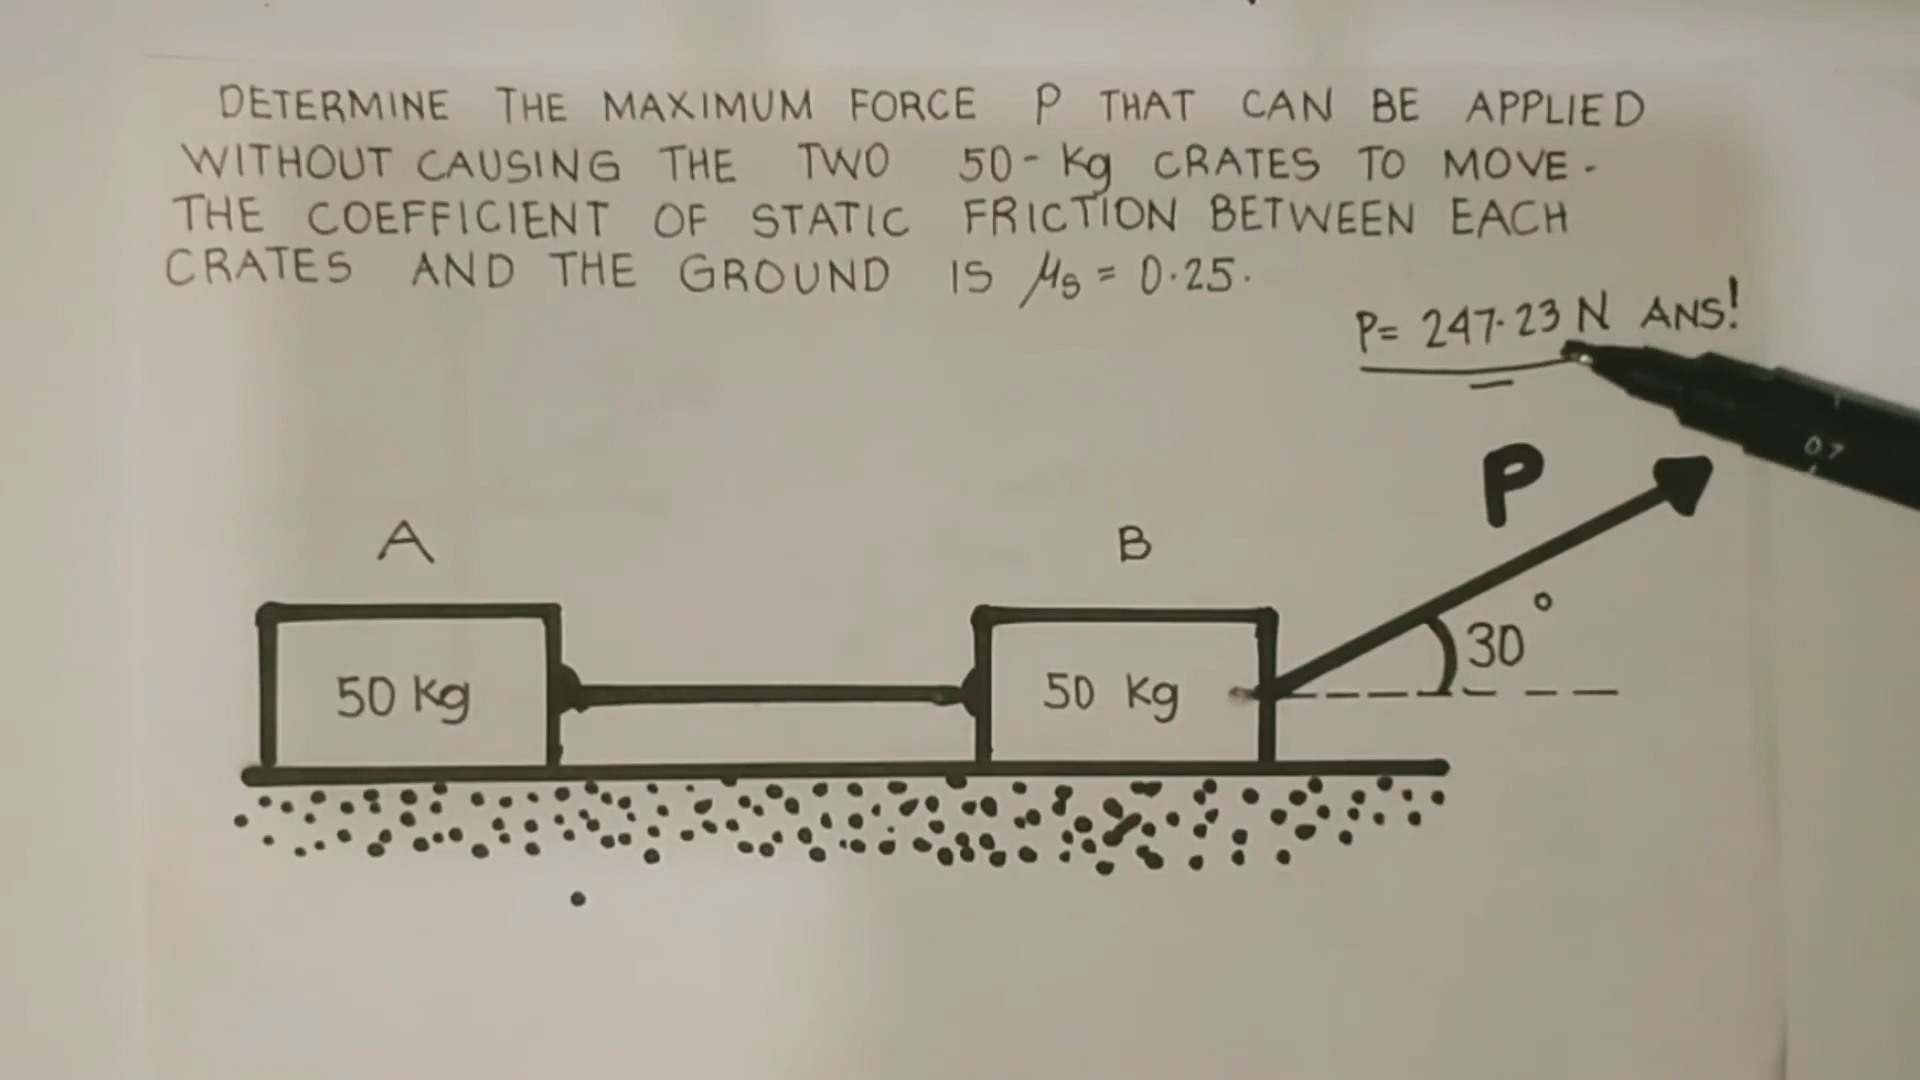 DETERMINE THE MAXIMUM FORCE P THAT CAN BE APPLIED
WITHOUT CAUSING THE TWO 50-Kg CRATES TO MOVE.
THE COEFFICIENT OF STATIC FRICTION BETWEEN EACH
CRATES AND THE GROUND IS μs = 0.25.
P= 247.23 N ANS!
0.7
P
A
B
30°
50 Kg
50 Kg